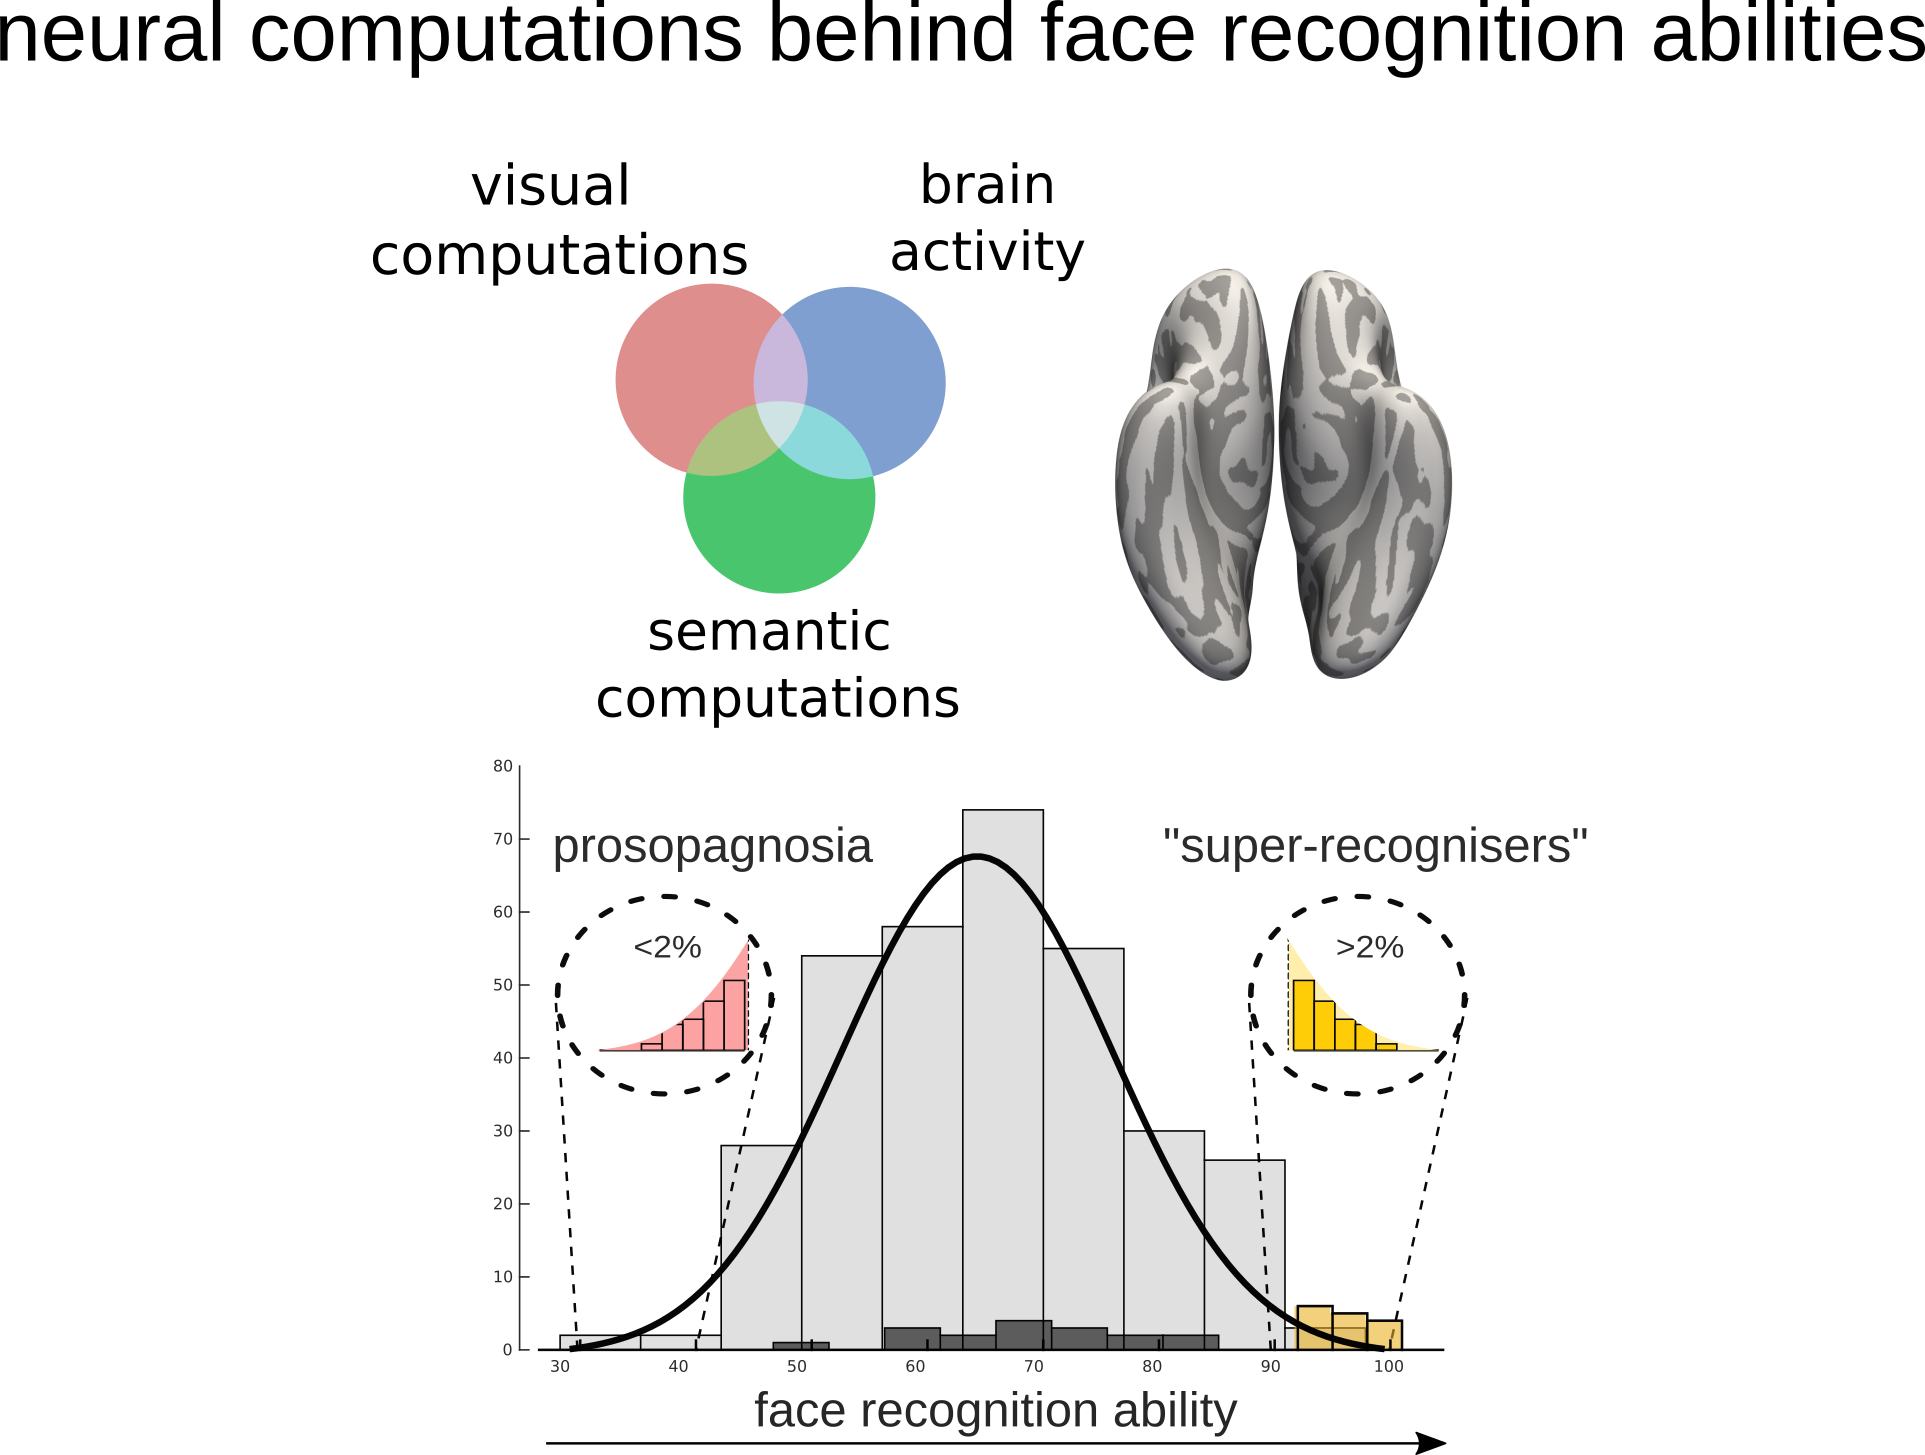 neural computations behind face recognition abilities
visual
computations
brain
activity
semantic
computations
80
70
60
50
40
30
20
10
0
prosopagnosia
<2%
"super-recognisers"
>2%
30 40 50 60 70 80 90 100
face recognition ability